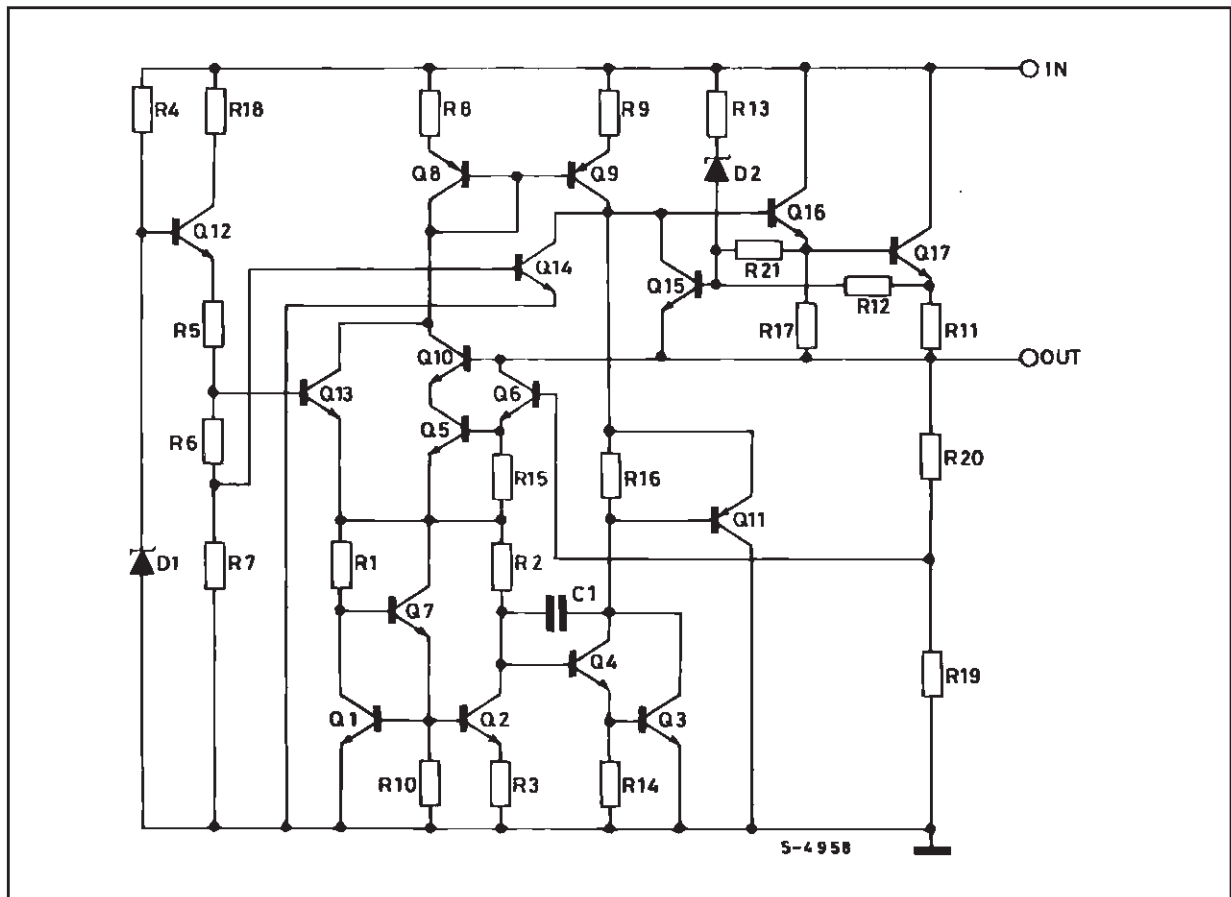 IN
R4 R18 R8 R9 R13
Q8 Q9 D2
Q12 Q14 Q16 Q17
R21
Q15 R12
R5 R17 R11
Q10 OUT
Q13 Q6
R6 Q5
R15 R16 R20
Q11
D1 R7 R1 R2
C1
Q7
Q4 R19
Q1 Q2 Q3
R10 R3 R14
S-4958